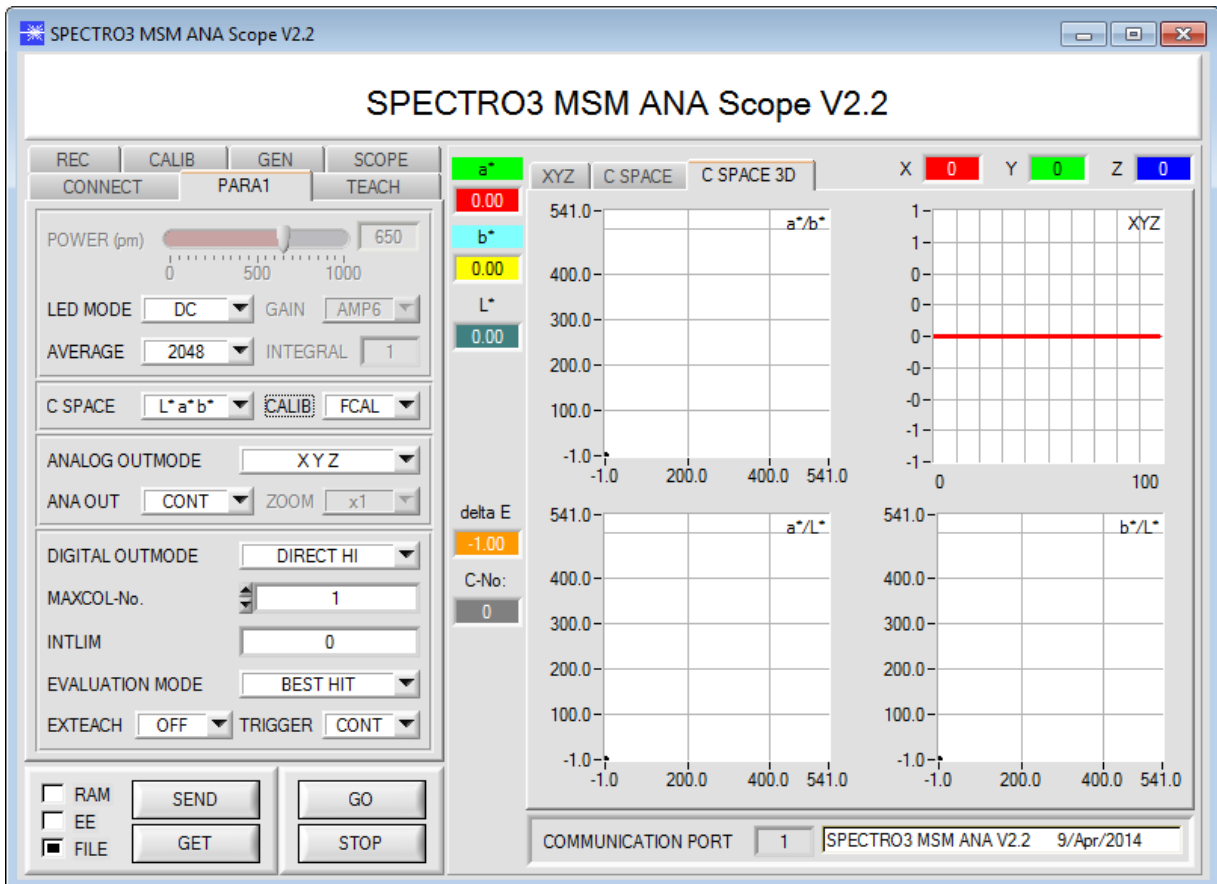 SPECTRO3 MSM ANA Scope V2.2
SPECTRO3 MSM ANA Scope V2.2
REC CALIB GEN SCOPE
CONNECT PARA1 TEACH
POWER (pm) 650
0 500 1000
LED MODE DC GAIN AMP6
AVERAGE 2048 INTEGRAL 1
C SPACE L*a*b* CALIB FCAL
ANALOG OUTMODE X Y Z
ANA OUT CONT ZOOM x1
DIGITAL OUTMODE DIRECT HI
MAXCOL-No. 1
INTLIM 0
EVALUATION MODE BEST HIT
EXTEACH OFF TRIGGER CONT
RAM
EE
FILE
SEND
GET
GO
STOP
a*
0.00
b*
0.00
L*
0.00
delta E
-1.00
C-No:
0
XYZ C SPACE C SPACE 3D
X 0 Y 0 Z 0
a*/b*
541.0
400.0
300.0
200.0
100.0
-1.0
-1.0 200.0 400.0 541.0
XYZ
1
1
0
0
0
-0
-0
-1
-1
0 100
a*/L*
541.0
400.0
300.0
200.0
100.0
-1.0
-1.0 200.0 400.0 541.0
b*/L*
541.0
400.0
300.0
200.0
100.0
-1.0
-1.0 200.0 400.0 541.0
COMMUNICATION PORT 1 SPECTRO3 MSM ANA V2.2 9/Apr/2014